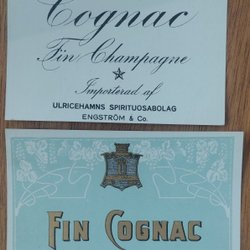 Cognac
Fin Champagne
Importerad af
ULRICEHAMNS SPIRITUOSABOLAG
ENGSTRÖM & Co.
FIN COGNAC